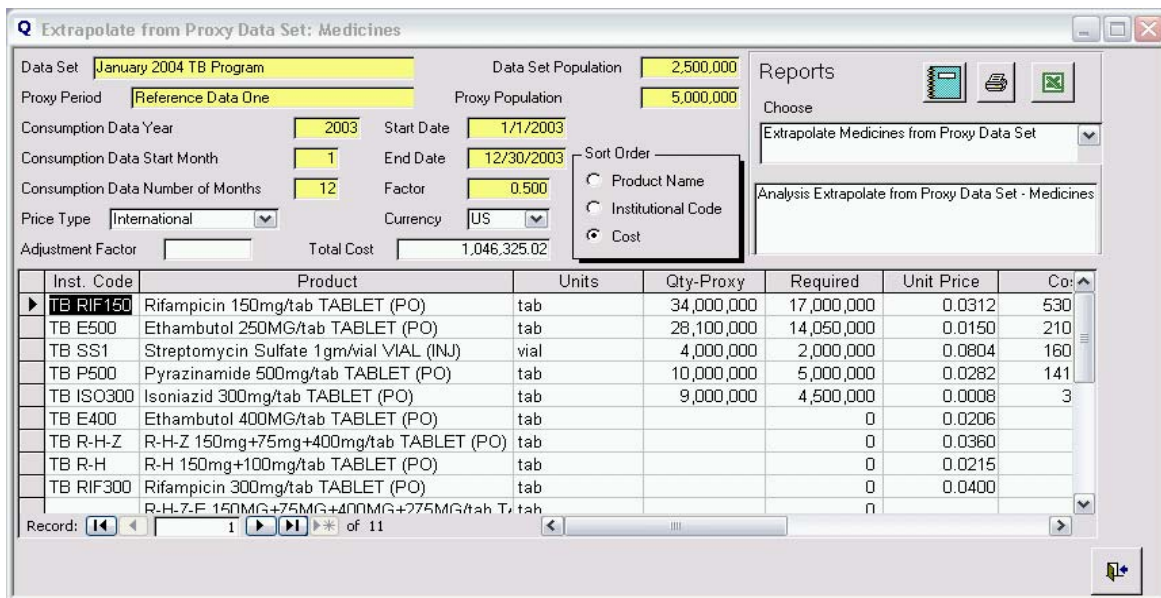 Q Extrapolate from Proxy Data Set: Medicines
Data Set January 2004 TB Program Data Set Population 2,500,000
Proxy Period Reference Data One Proxy Population 5,000,000
Consumption Data Year 2003 Start Date 1/1/2003
Consumption Data Start Month 1 End Date 12/30/2003
Consumption Data Number of Months 12 Factor 0.500
Price Type International Currency US
Adjustment Factor Total Cost 1,046,325.02
Sort Order
Product Name
Institutional Code
Cost
Reports
Choose
Extrapolate Medicines from Proxy Data Set
Analysis Extrapolate from Proxy Data Set - Medicines
Inst. Code Product Units Qty-Proxy Required Unit Price
TB RIF150 Rifampicin 150mg/tab TABLET (PO) tab 34,000,000 17,000,000 0.0312 530
TB E500 Ethambutol 250MG/tab TABLET (PO) tab 28,100,000 14,050,000 0.0150 210
TB SS1 Streptomycin Sulfate 1gm/vial VIAL (INJ) vial 4,000,000 2,000,000 0.0804 160
TB P500 Pyrazinamide 500mg/tab TABLET (PO) tab 10,000,000 5,000,000 0.0282 141
TB ISO300 Isoniazid 300mg/tab TABLET (PO) tab 9,000,000 4,500,000 0.0008 3
TB E400 Ethambutol 400MG/tab TABLET (PO) tab 0 0.0206
TB R-H-Z R-H-Z 150mg+75mg+400mg/tab TABLET (PO) tab 0 0.0360
TB R-H R-H 150mg+100mg/tab TABLET (PO) tab 0 0.0215
TB RIF300 Rifampicin 300mg/tab TABLET (PO) tab 0 0.0400
R-H-Z-E 150MG+75MG+400MG+275MG/tab tab 0
Record: 1 of 11